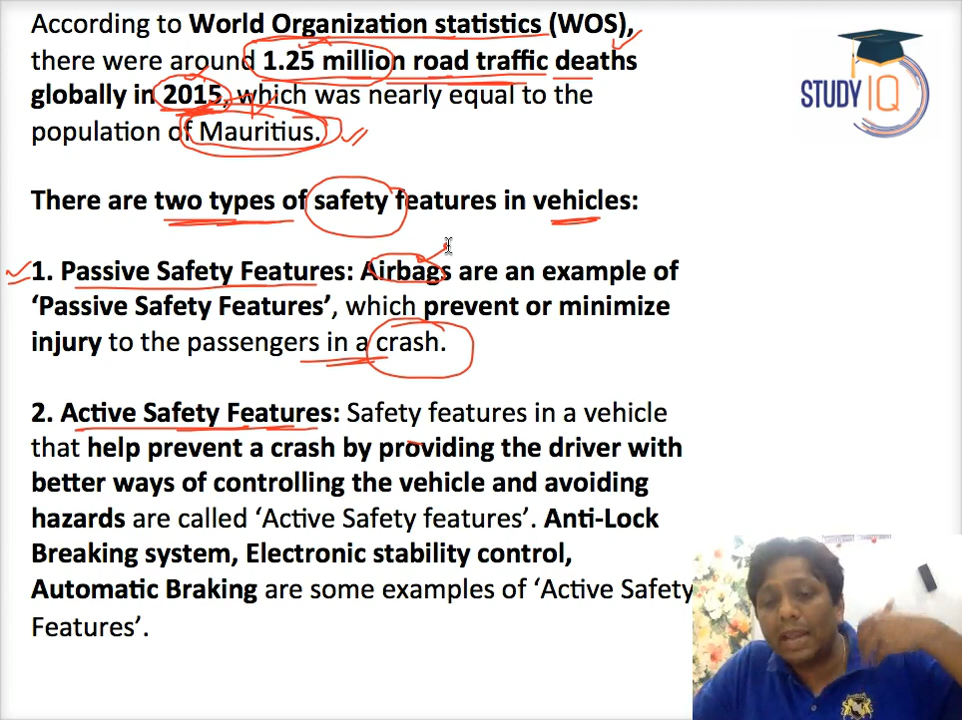 According to World Organization statistics (WOS),
there were around 1.25 million road traffic deaths
globally in 2015, which was nearly equal to the
population of Mauritius.
STUDY IQ
There are two types of safety features in vehicles:
1. Passive Safety Features: Airbags are an example of
‘Passive Safety Features’, which prevent or minimize
injury to the passengers in a crash.
2. Active Safety Features: Safety features in a vehicle
that help prevent a crash by providing the driver with
better ways of controlling the vehicle and avoiding
hazards are called ‘Active Safety features’. Anti-Lock
Breaking system, Electronic stability control,
Automatic Braking are some examples of ‘Active Safety
Features’.